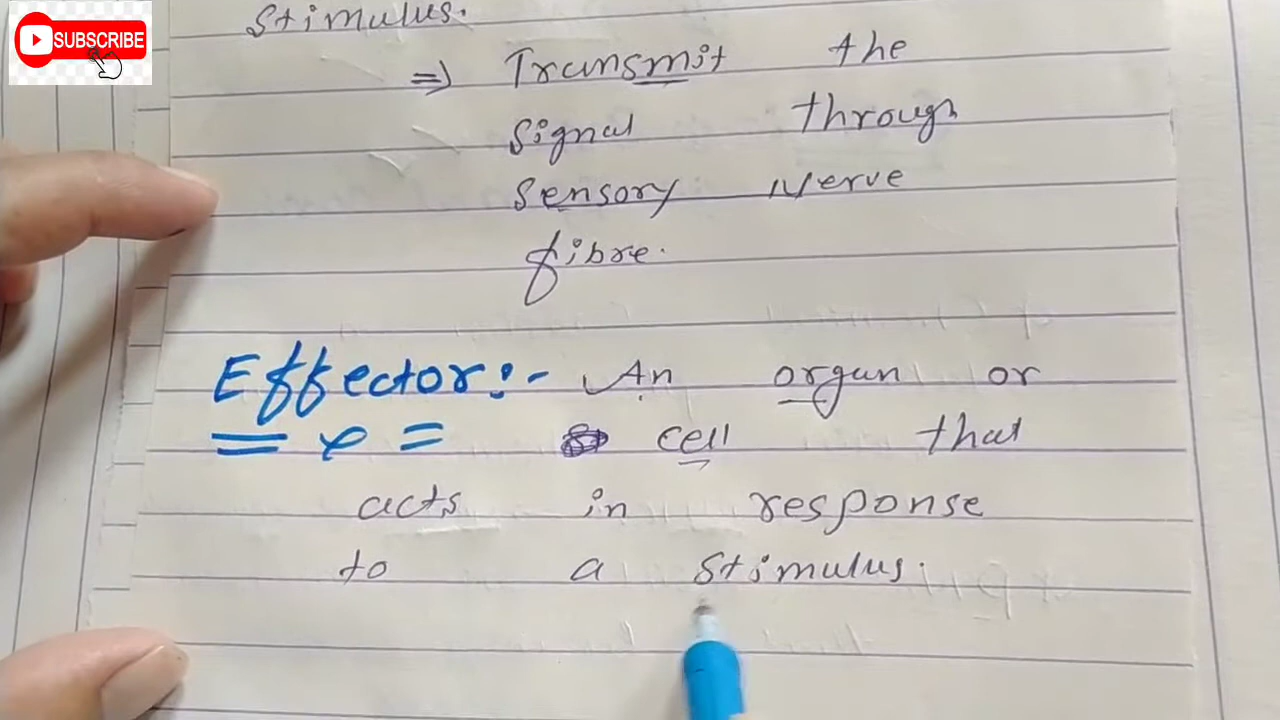 SUBSCRIBE
Stimulus.
=> Transmit the
signal through
sensory nerve
fibre.
Effector:- An organ or
cell that
acts in response
to a stimulus.